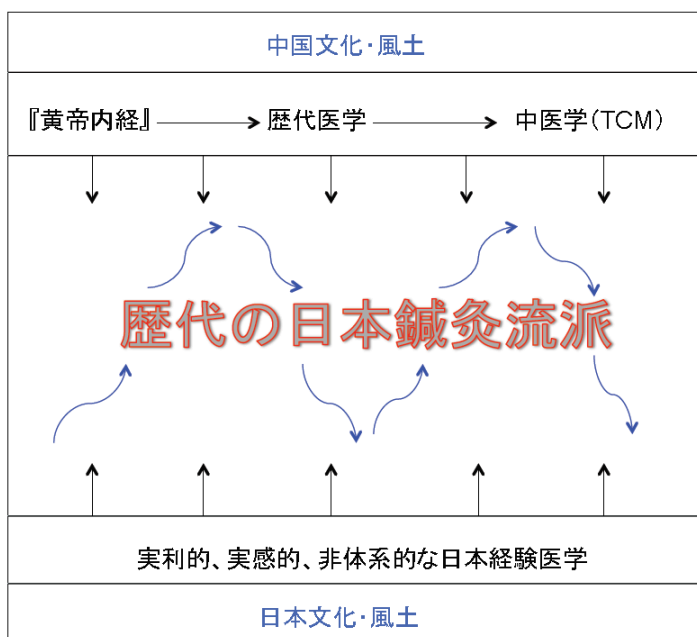 中国文化・風土
『黄帝内経』 歴代医学 中医学(TCM)
歴代の日本鍼灸流派
実利的、実感的、非体系的な日本経験医学
日本文化・風土